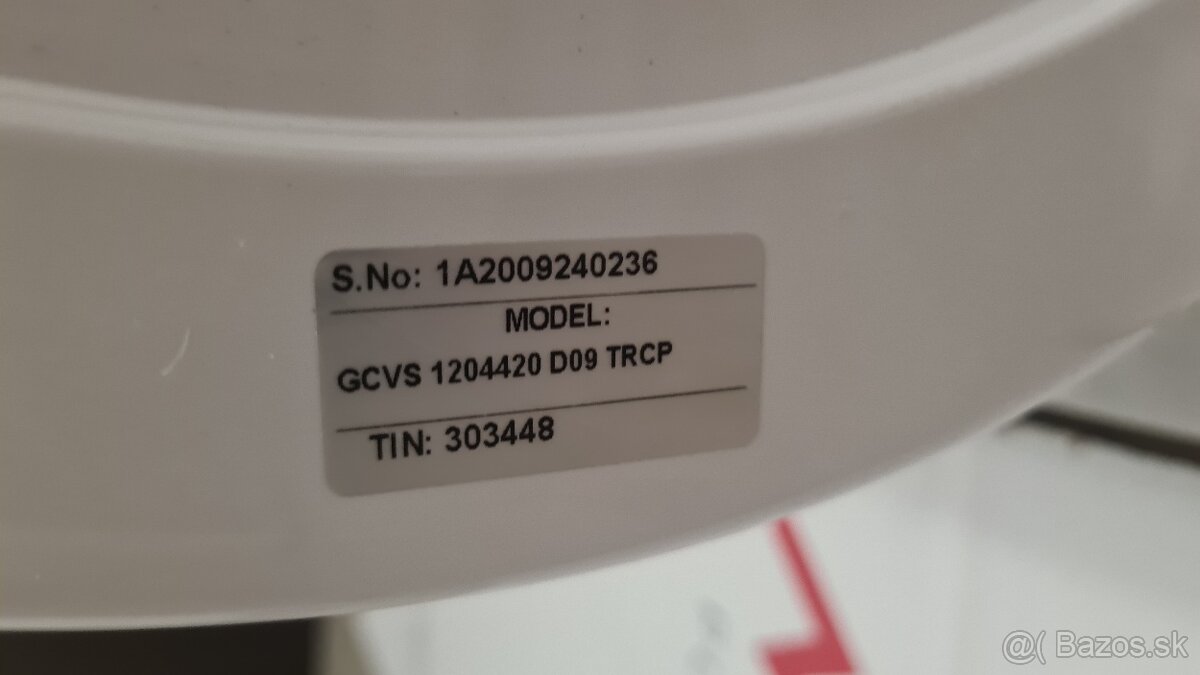 S.No: 1A2009240236
MODEL:
GCVS 1204420 D09 TRCP
TIN: 303448
@( Bazos.sk